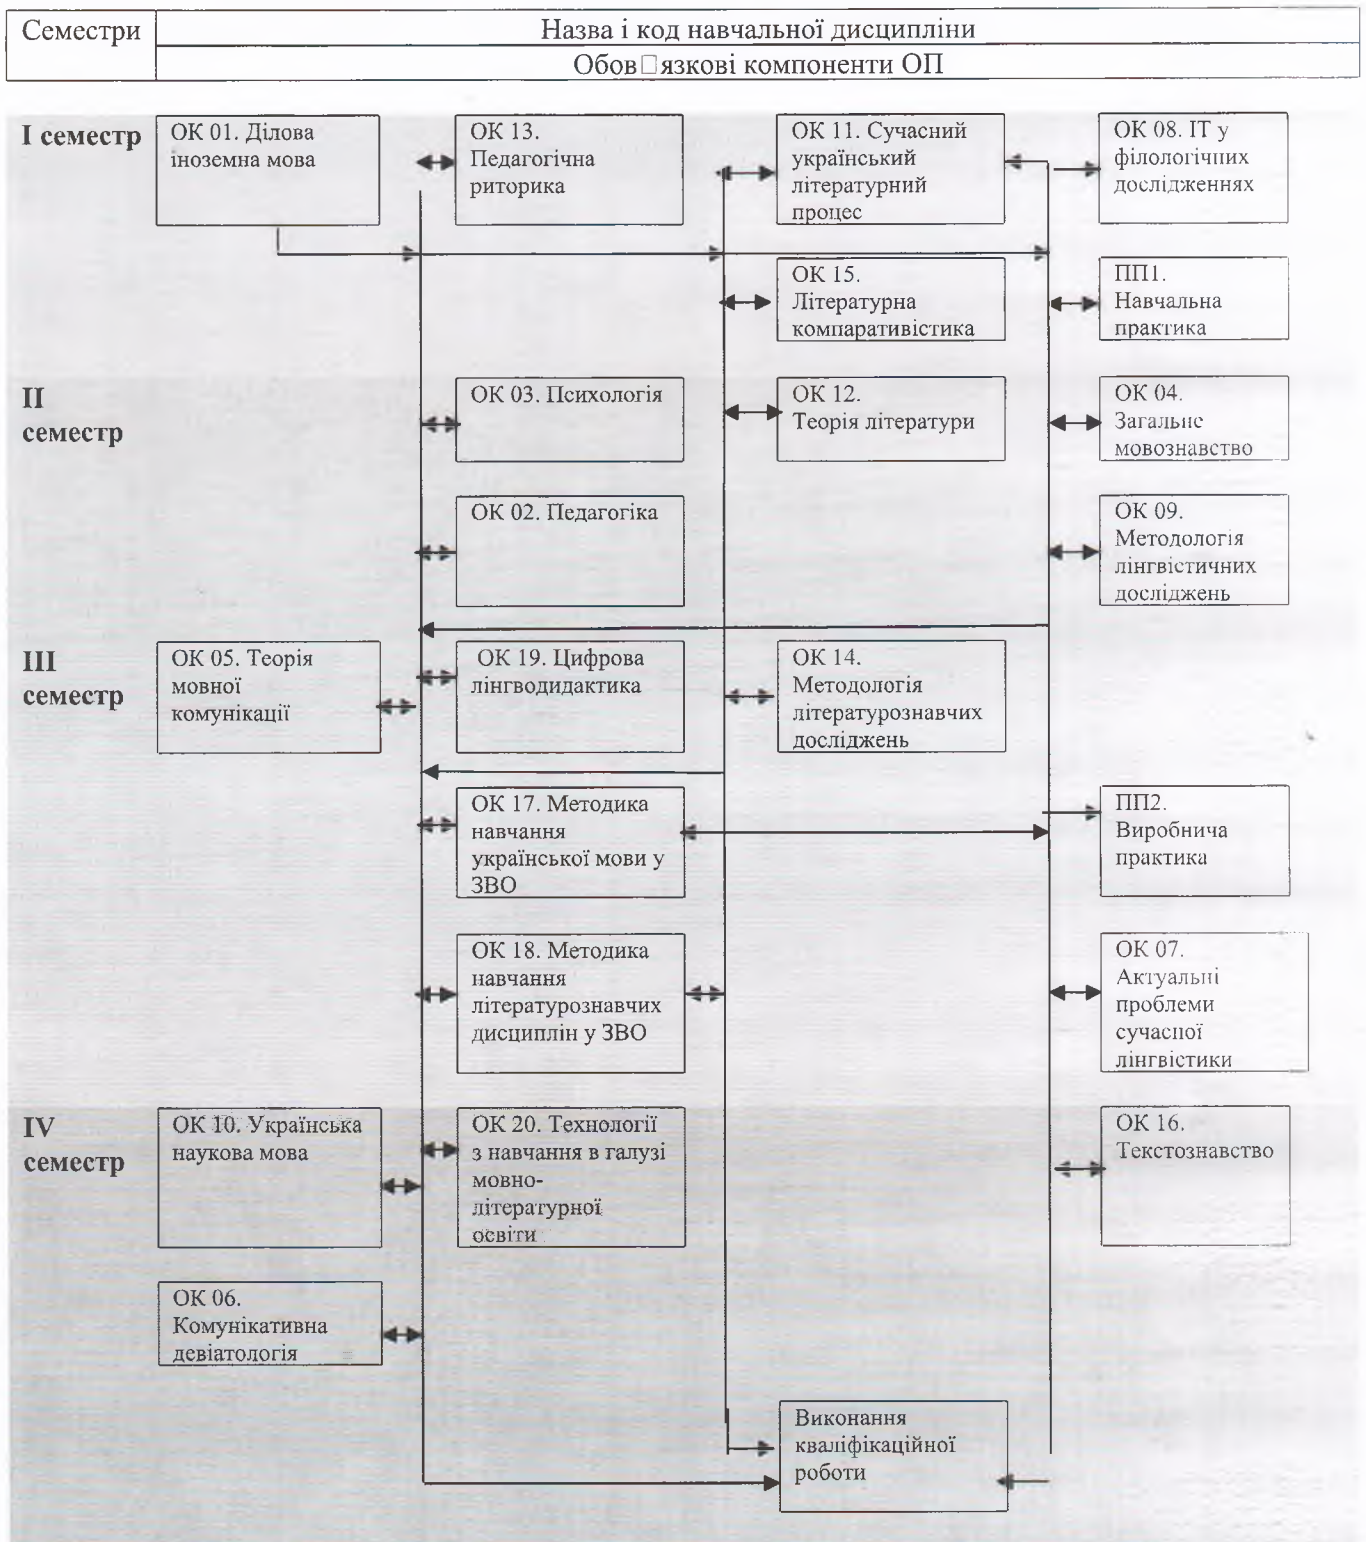 Семестри
Назва і код навчальної дисципліни
Обов□язкові компоненти ОП
І семестр
ОК 01. Ділова
іноземна мова
ОК 13.
Педагогічна
риторика
ОК 11. Сучасний
український
літературний
процес
ОК 08. ІТ у
філологічних
дослідженнях
ОК 15.
Літературна
компаративістика
ПП1.
Навчальна
практика
ІІ
семестр
ОК 03. Психологія
ОК 12.
Теорія літератури
ОК 04.
Загальне
мовознавство
ОК 02. Педагогіка
ОК 09.
Методологія
лінгвістичних
досліджень
ІІІ
семестр
ОК 05. Теорія
мовної
комунікації
ОК 19. Цифрова
лінгводидактика
ОК 14.
Методологія
літературознавчих
досліджень
ОК 17. Методика
навчання
української мови у
ЗВО
ПП2.
Виробнича
практика
ОК 18. Методика
навчання
літературознавчих
дисциплін у ЗВО
ОК 07.
Актуальні
проблеми
сучасної
лінгвістики
IV
семестр
ОК 10. Українська
наукова мова
ОК 20. Технології
з навчання в галузі
мовно-
літературної
освіти
ОК 16.
Текстознавство
ОК 06.
Комунікативна
девіатологія
Виконання
кваліфікаційної
роботи